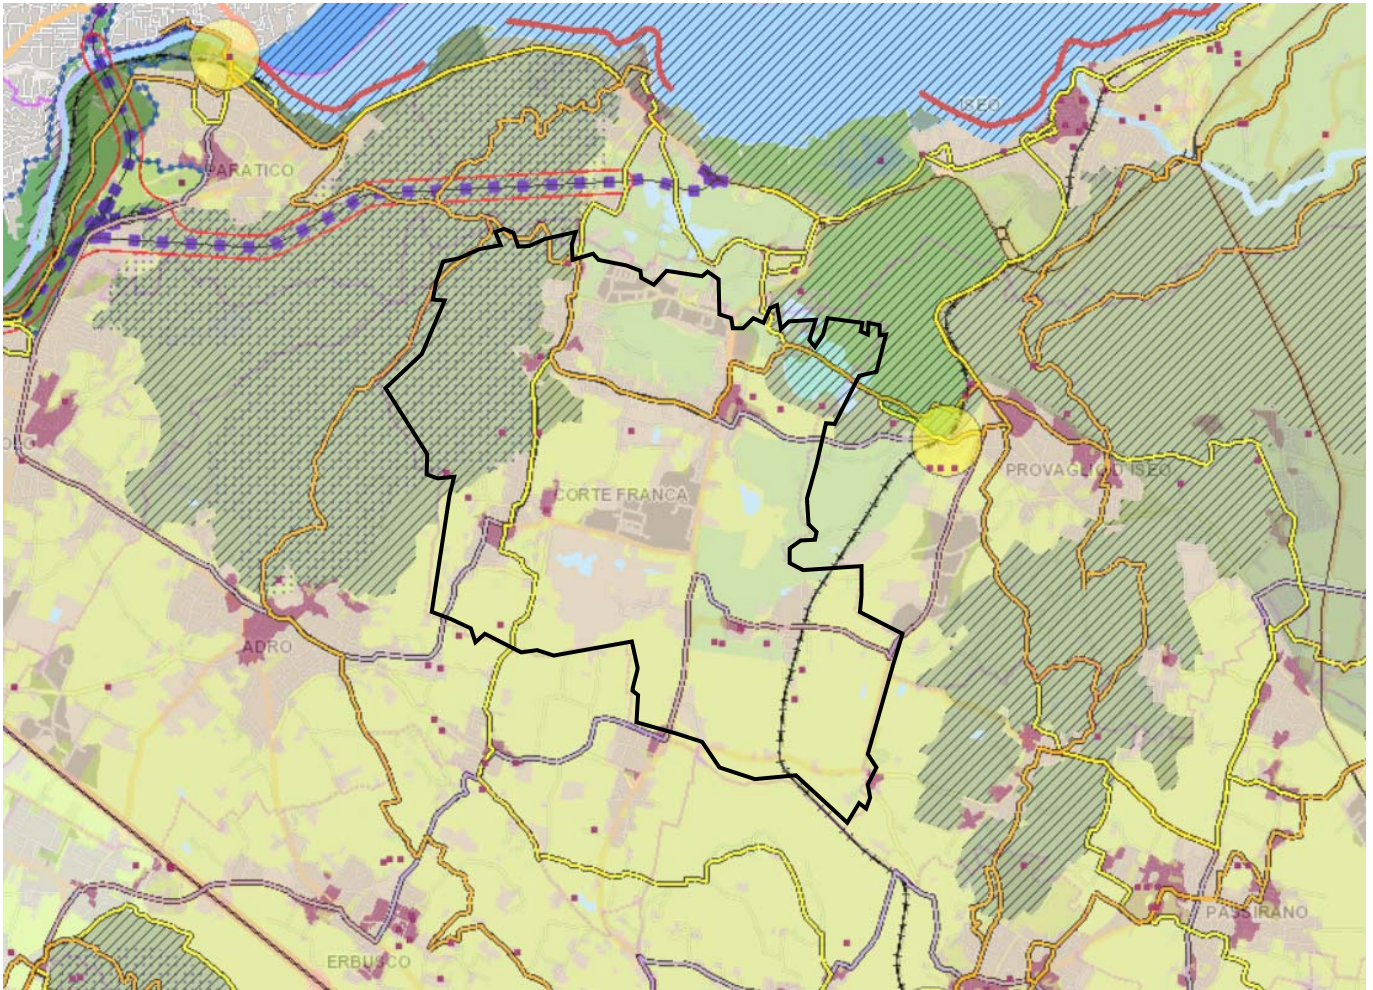 ISEO
PARATICO
PROVAGLIO D'ISEO
CORTE FRANCA
ADRO
PASSIRANO
ERBUSCO